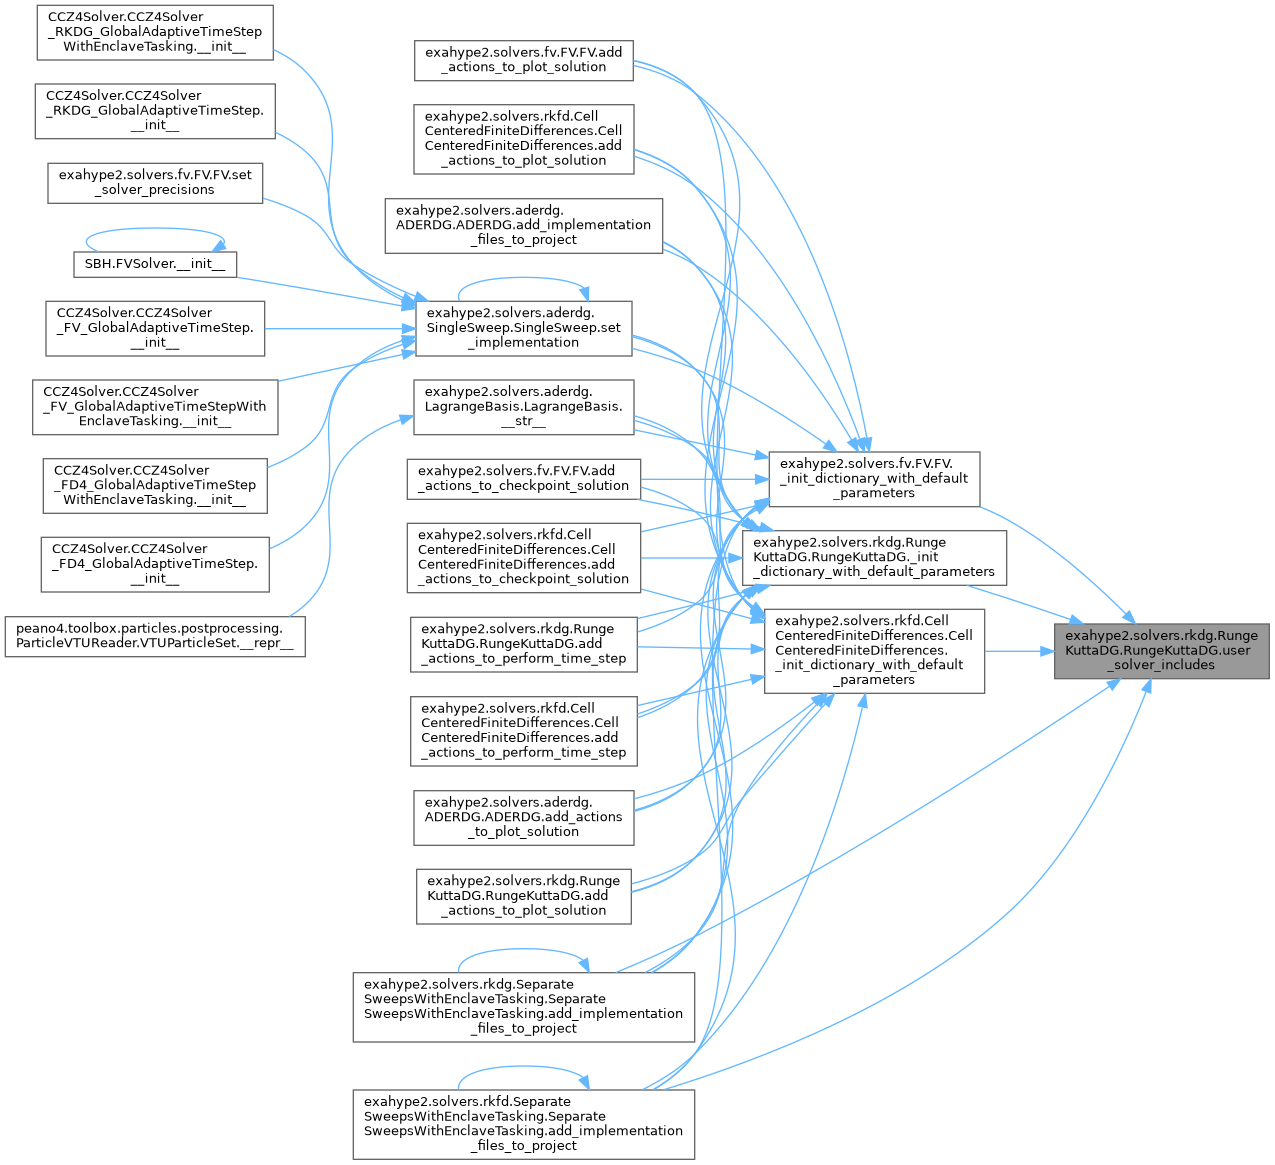 CCZ4Solver.CCZ4Solver
_RKDG_GlobalAdaptiveTimeStep
WithEnclaveTasking.__init__
CCZ4Solver.CCZ4Solver
_RKDG_GlobalAdaptiveTimeStep.
__init__
exahype2.solvers.fv.FV.FV.set
_solver_precisions
SBH.FVSolver.__init__
CCZ4Solver.CCZ4Solver
_FV_GlobalAdaptiveTimeStep.
__init__
CCZ4Solver.CCZ4Solver
_FV_GlobalAdaptiveTimeStepWith
EnclaveTasking.__init__
CCZ4Solver.CCZ4Solver
_FD4_GlobalAdaptiveTimeStep
WithEnclaveTasking.__init__
CCZ4Solver.CCZ4Solver
_FD4_GlobalAdaptiveTimeStep.
__init__
peano4.toolbox.particles.postprocessing.
ParticleVTUReader.VTUParticleSet.__repr__
exahype2.solvers.fv.FV.FV.add
_actions_to_plot_solution
exahype2.solvers.rkfd.Cell
CenteredFiniteDifferences.Cell
CenteredFiniteDifferences.add
_actions_to_plot_solution
exahype2.solvers.aderdg.
ADERDG.ADERDG.add_implementation
_files_to_project
exahype2.solvers.aderdg.
SingleSweep.SingleSweep.set
_implementation
exahype2.solvers.aderdg.
LagrangeBasis.LagrangeBasis.
__str__
exahype2.solvers.fv.FV.FV.add
_actions_to_checkpoint_solution
exahype2.solvers.rkfd.Cell
CenteredFiniteDifferences.Cell
CenteredFiniteDifferences.add
_actions_to_checkpoint_solution
exahype2.solvers.rkdg.Runge
KuttaDG.RungeKuttaDG.add
_actions_to_perform_time_step
exahype2.solvers.rkfd.Cell
CenteredFiniteDifferences.Cell
CenteredFiniteDifferences.add
_actions_to_perform_time_step
exahype2.solvers.aderdg.
ADERDG.ADERDG.add_actions
_to_plot_solution
exahype2.solvers.rkdg.Runge
KuttaDG.RungeKuttaDG.add
_actions_to_plot_solution
exahype2.solvers.rkdg.Separate
SweepsWithEnclaveTasking.Separate
SweepsWithEnclaveTasking.add_implementation
_files_to_project
exahype2.solvers.rkfd.Separate
SweepsWithEnclaveTasking.Separate
SweepsWithEnclaveTasking.add_implementation
_files_to_project
exahype2.solvers.fv.FV.FV.
_init_dictionary_with_default
_parameters
exahype2.solvers.rkdg.Runge
KuttaDG.RungeKuttaDG._init
_dictionary_with_default_parameters
exahype2.solvers.rkfd.Cell
CenteredFiniteDifferences.Cell
CenteredFiniteDifferences.
_init_dictionary_with_default
_parameters
exahype2.solvers.rkdg.Runge
KuttaDG.RungeKuttaDG.user
_solver_includes